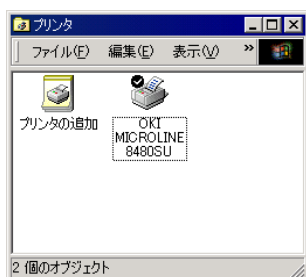 プリンタ
ファイル(F) 編集(E) 表示(V) »
プリンタの追加
OKI
MICROLINE
8480SU
2 個のオブジェクト